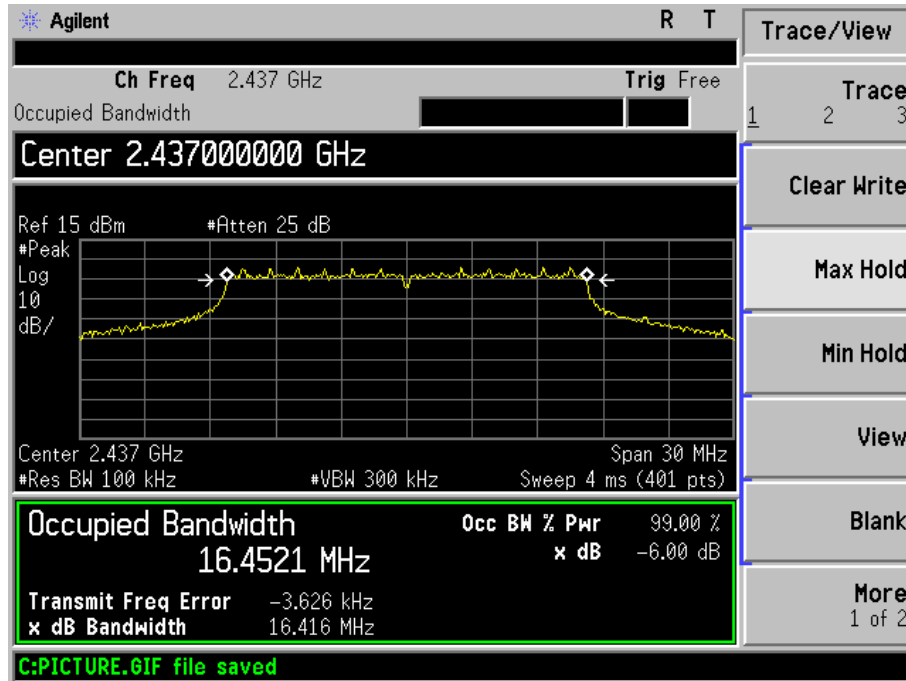 Agilent R T
Ch Freq 2.437 GHz Trig Free
Occupied Bandwidth
Center 2.437000000 GHz
Ref 15 dBm #Atten 25 dB
#Peak
Log
10
dB/
Center 2.437 GHz Span 30 MHz
#Res BW 100 kHz #VBW 300 kHz Sweep 4 ms (401 pts)
Occupied Bandwidth Occ BW % Pwr 99.00 %
16.4521 MHz x dB -6.00 dB
Transmit Freq Error -3.626 kHz
x dB Bandwidth 16.416 MHz
C:PICTURE.GIF file saved
Trace/View
Trace
1 2 3
Clear Write
Max Hold
Min Hold
View
Blank
More
1 of 2